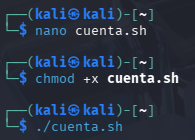 ┌──(kali㉿kali)-[~]
└─$ nano cuenta.sh
┌──(kali㉿kali)-[~]
└─$ chmod +x cuenta.sh
┌──(kali㉿kali)-[~]
└─$ ./cuenta.sh